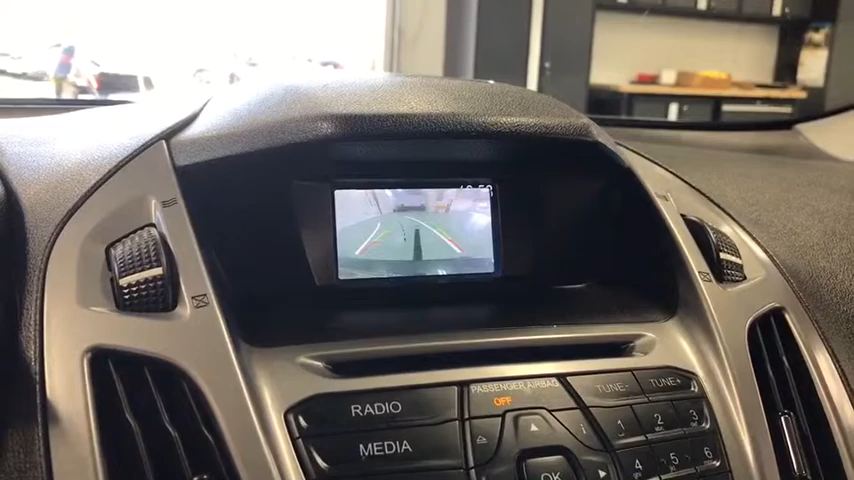 PASSENGER AIRBAG
OFF
RADIO
MEDIA
TUNE- TUNE+
1 2 3
4 5 6
OK